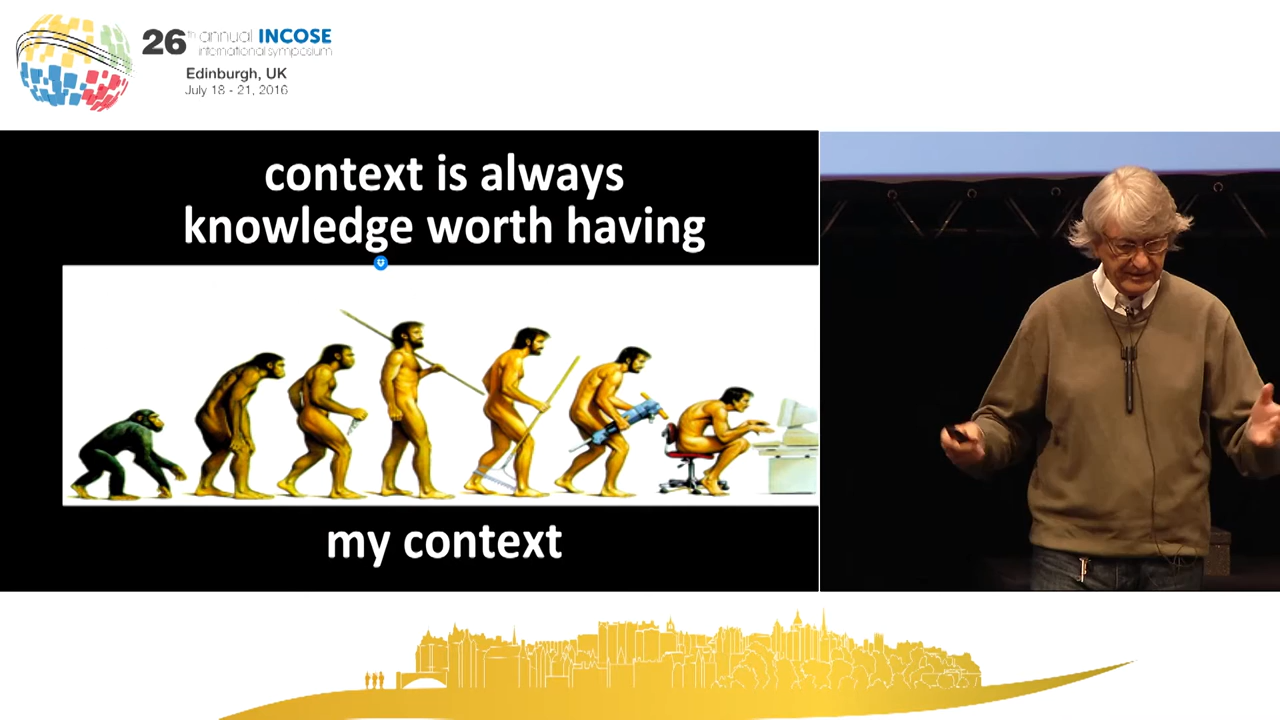 26th annual INCOSE
international symposium
Edinburgh, UK
July 18 - 21, 2016
context is always
knowledge worth having
my context